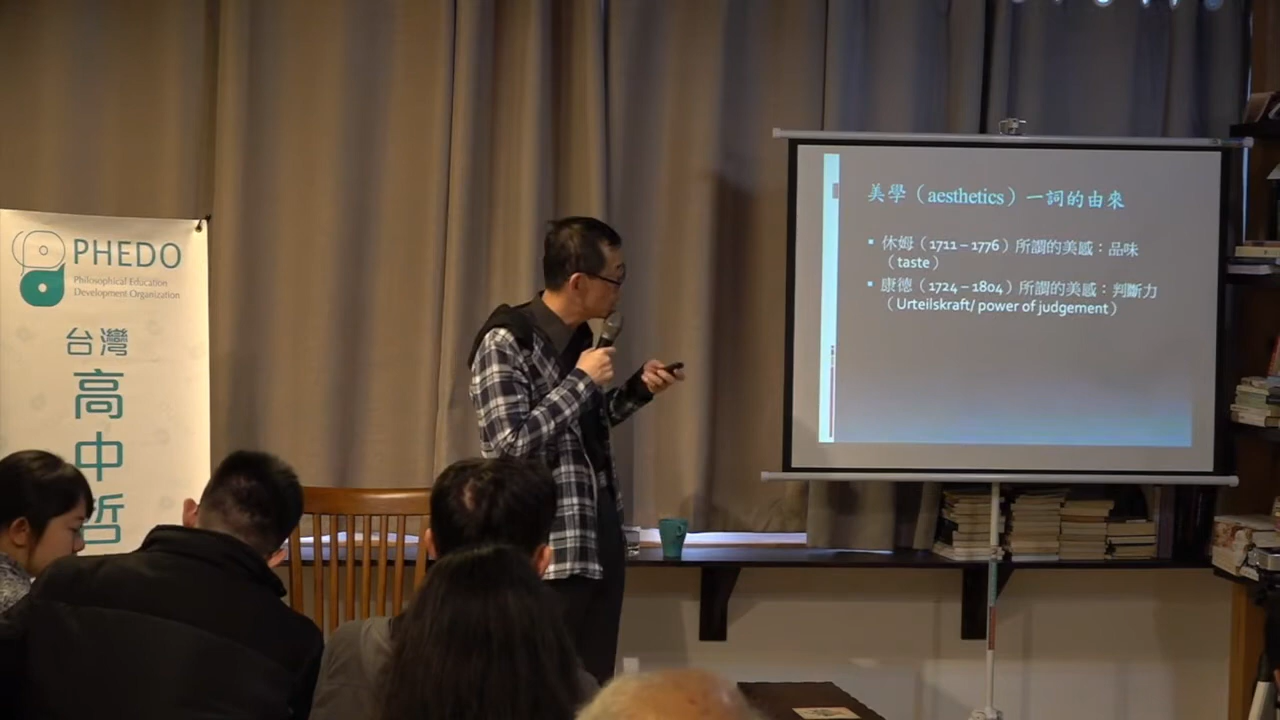 PHEDO
Philosophical Education
Development Organization
台灣
高
中
哲
美學（aesthetics）一詞的由來
▪ 休姆（1711 – 1776）所謂的美感：品味
（taste）
▪ 康德（1724 – 1804）所謂的美感：判斷力
（Urteilskraft/ power of judgement）